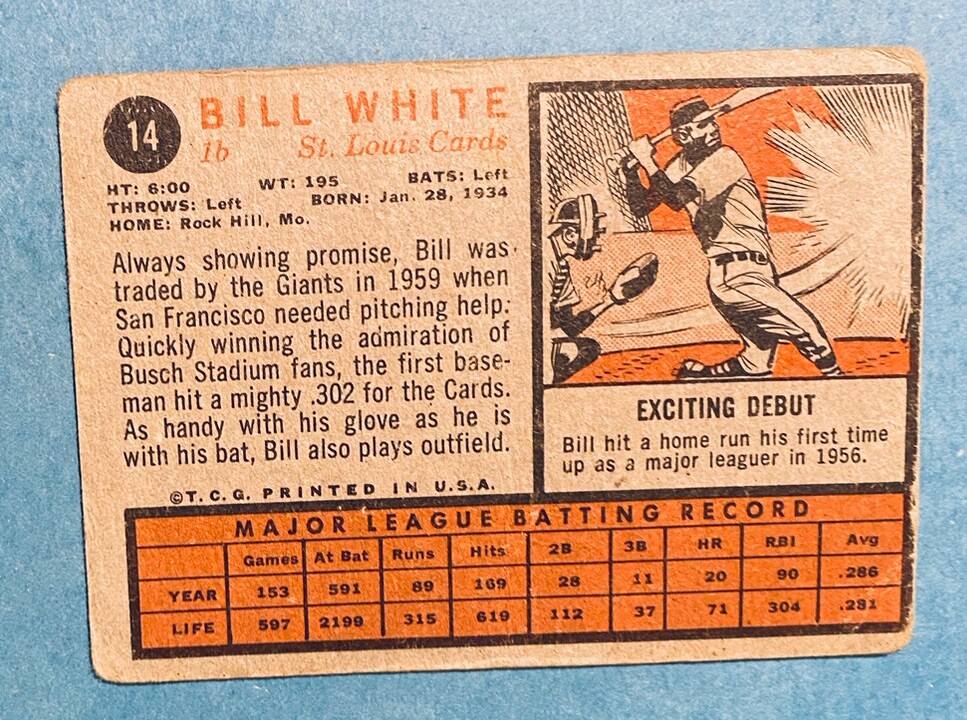 14
BILL WHITE
1b St. Louis Cards
HT: 6:00 WT: 195 BATS: Left
THROWS: Left BORN: Jan. 28, 1934
HOME: Rock Hill, Mo.
Always showing promise, Bill was
traded by the Giants in 1959 when
San Francisco needed pitching help.
Quickly winning the admiration of
Busch Stadium fans, the first base-
man hit a mighty .302 for the Cards.
As handy with his glove as he is
with his bat, Bill also plays outfield.
©T. C. G. PRINTED IN U.S.A.
EXCITING DEBUT
Bill hit a home run his first time
up as a major leaguer in 1956.
MAJOR LEAGUE BATTING RECORD
Games At Bat Runs Hits 2B 3B HR RBI Avg
YEAR 153 591 89 169 28 11 20 90 .286
LIFE 597 2199 315 619 112 37 71 304 .281